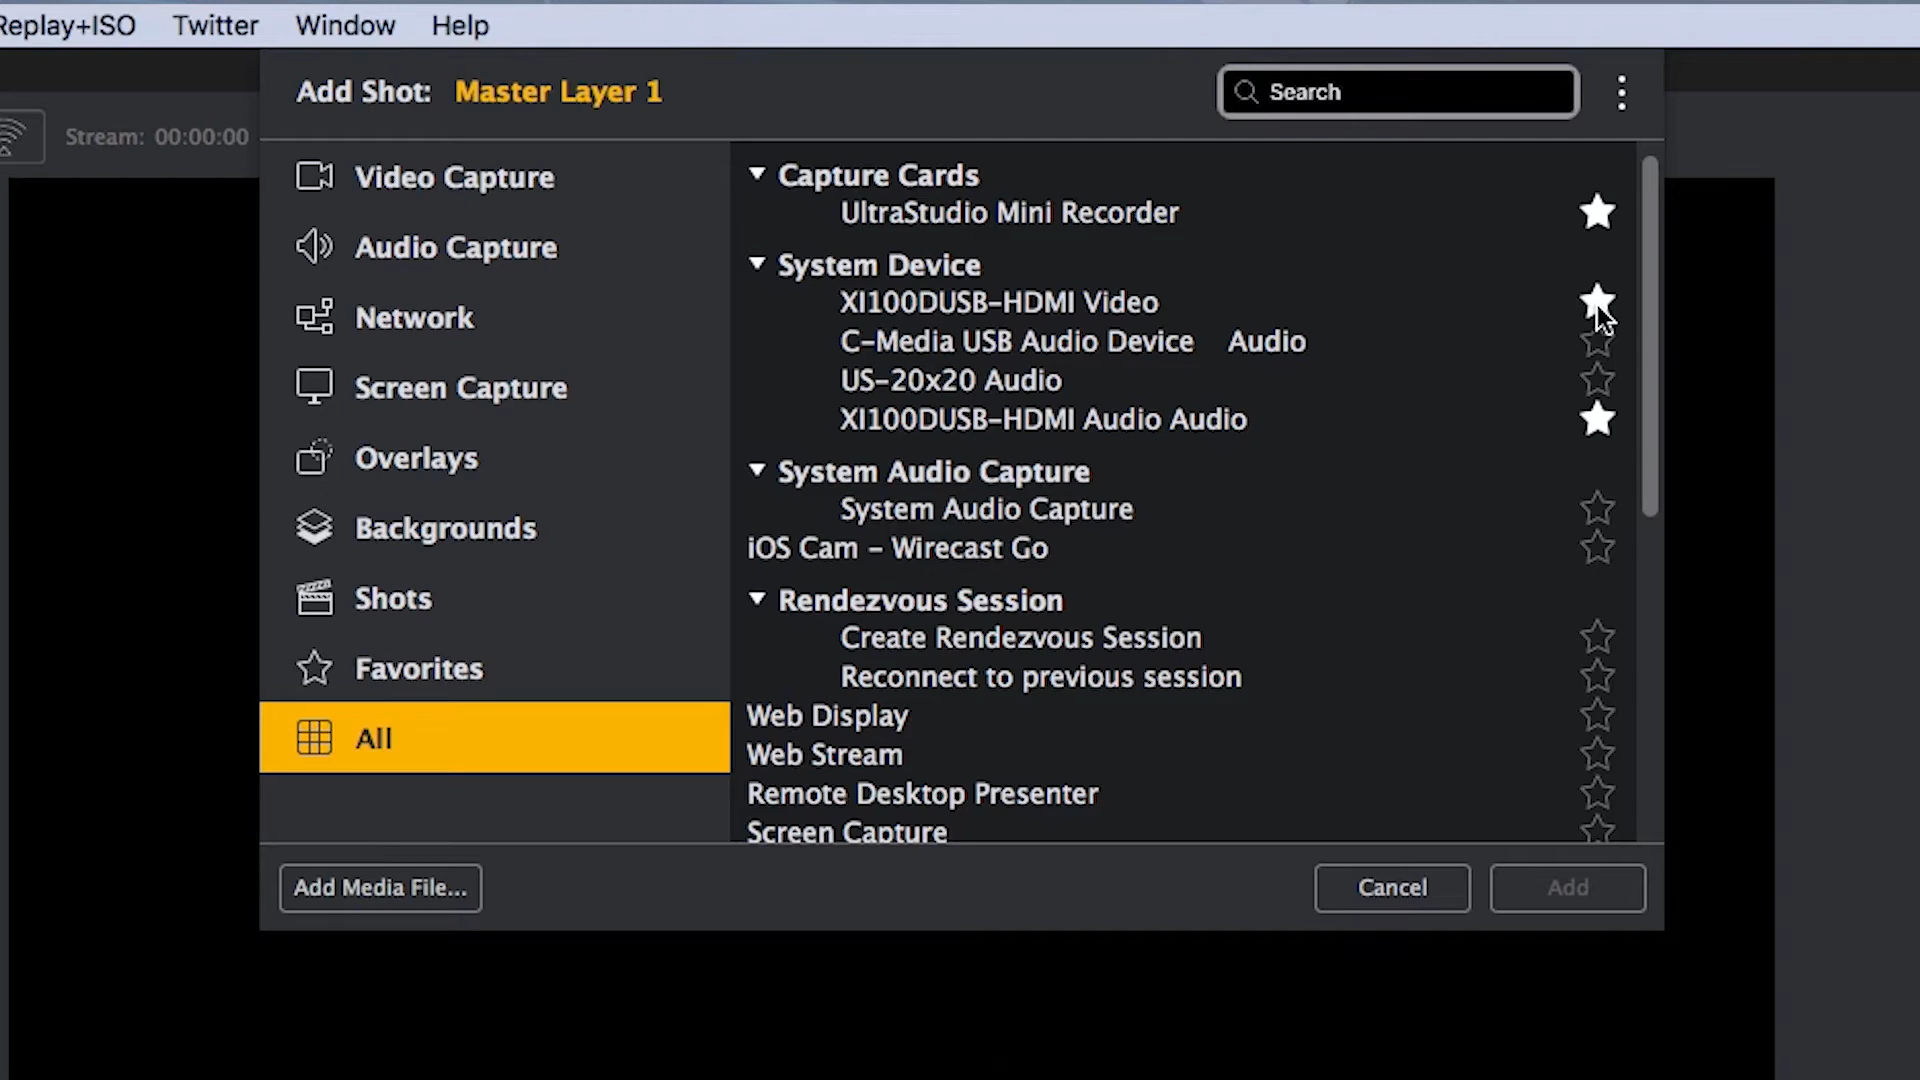 Replay+ISO Twitter Window Help
Add Shot: Master Layer 1
Search
Stream: 00:00:00
Video Capture
Audio Capture
Network
Screen Capture
Overlays
Backgrounds
Shots
Favorites
All
Capture Cards
UltraStudio Mini Recorder
System Device
XI100DUSB-HDMI Video
C-Media USB Audio Device Audio
US-20x20 Audio
XI100DUSB-HDMI Audio Audio
System Audio Capture
System Audio Capture
iOS Cam - Wirecast Go
Rendezvous Session
Create Rendezvous Session
Reconnect to previous session
Web Display
Web Stream
Remote Desktop Presenter
Screen Capture
Add Media File...
Cancel
Add